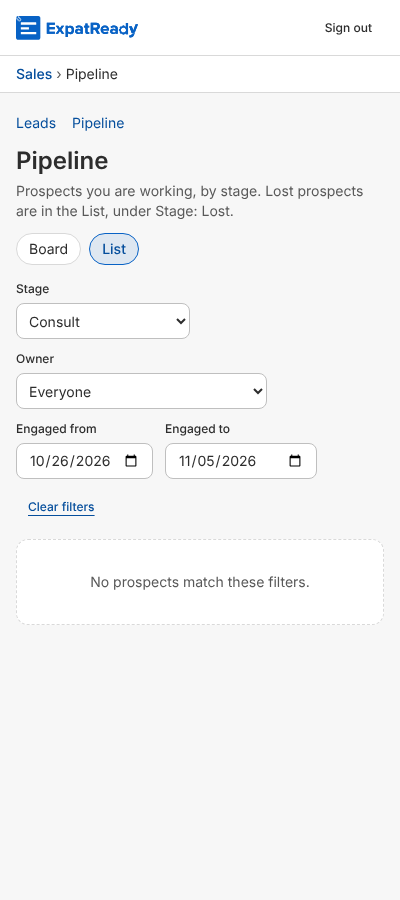 ExpatReady
Sign out
Sales › Pipeline
Leads Pipeline
Pipeline
Prospects you are working, by stage. Lost prospects
are in the List, under Stage: Lost.
Board List
Stage
Consult
Owner
Everyone
Engaged from Engaged to
10/26/2026 11/05/2026
Clear filters
No prospects match these filters.